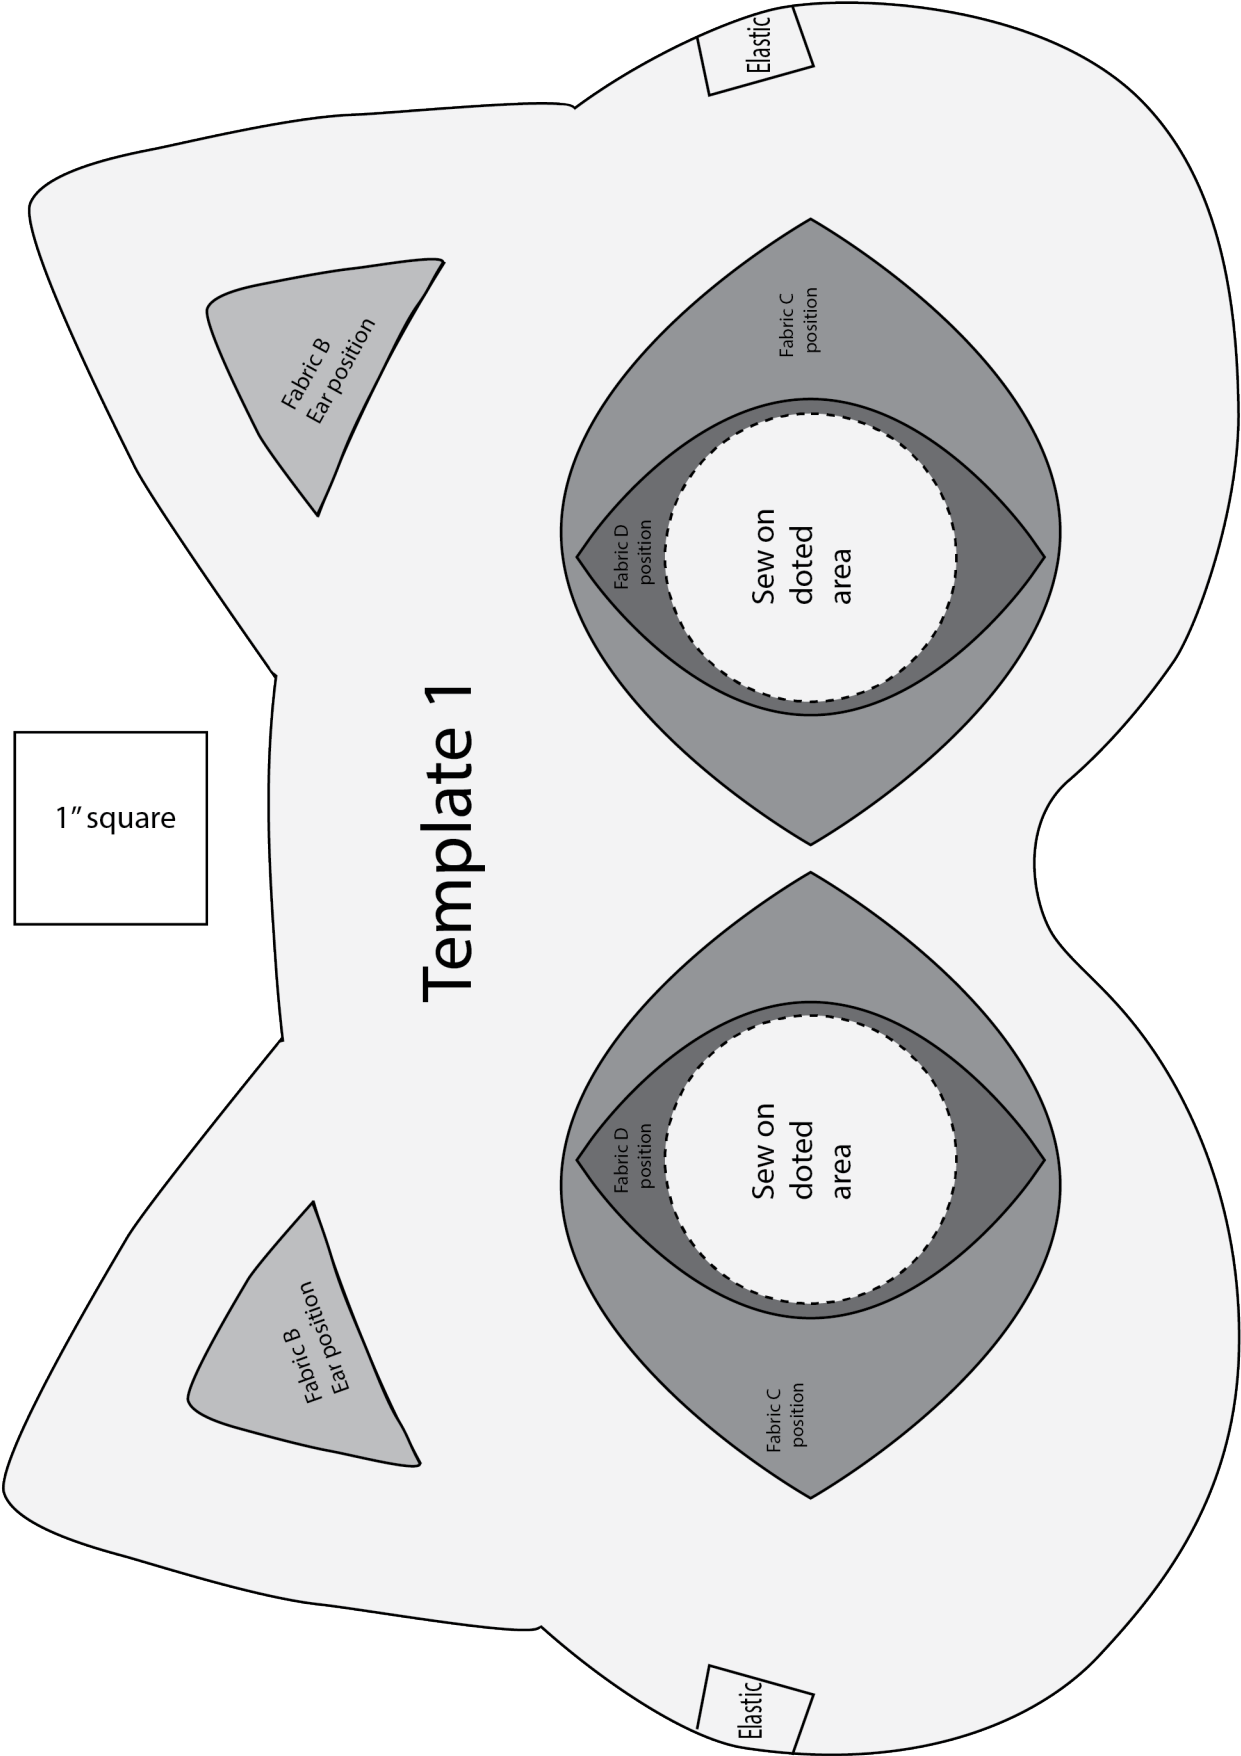 Elastic
Fabric B
Ear position
Fabric C
position
Fabric D
position
Sew on
doted
area
Template 1
1” square
Fabric D
position
Sew on
doted
area
Fabric B
Ear position
Fabric C
position
Elastic